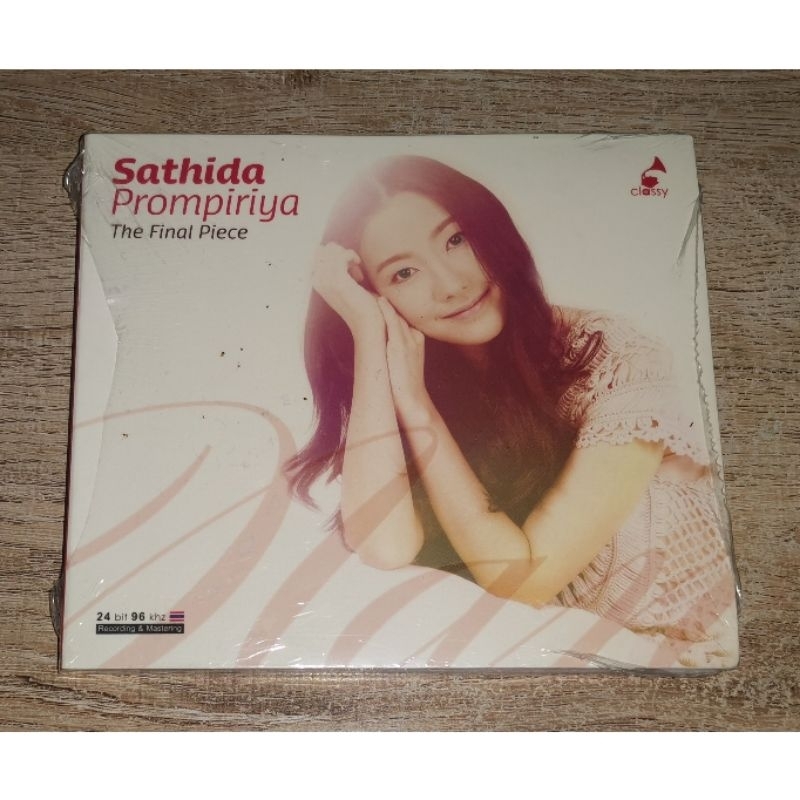 Sathida
Prompiriya
The Final Piece
classy
24 bit 96 khz
Recording & Mastering